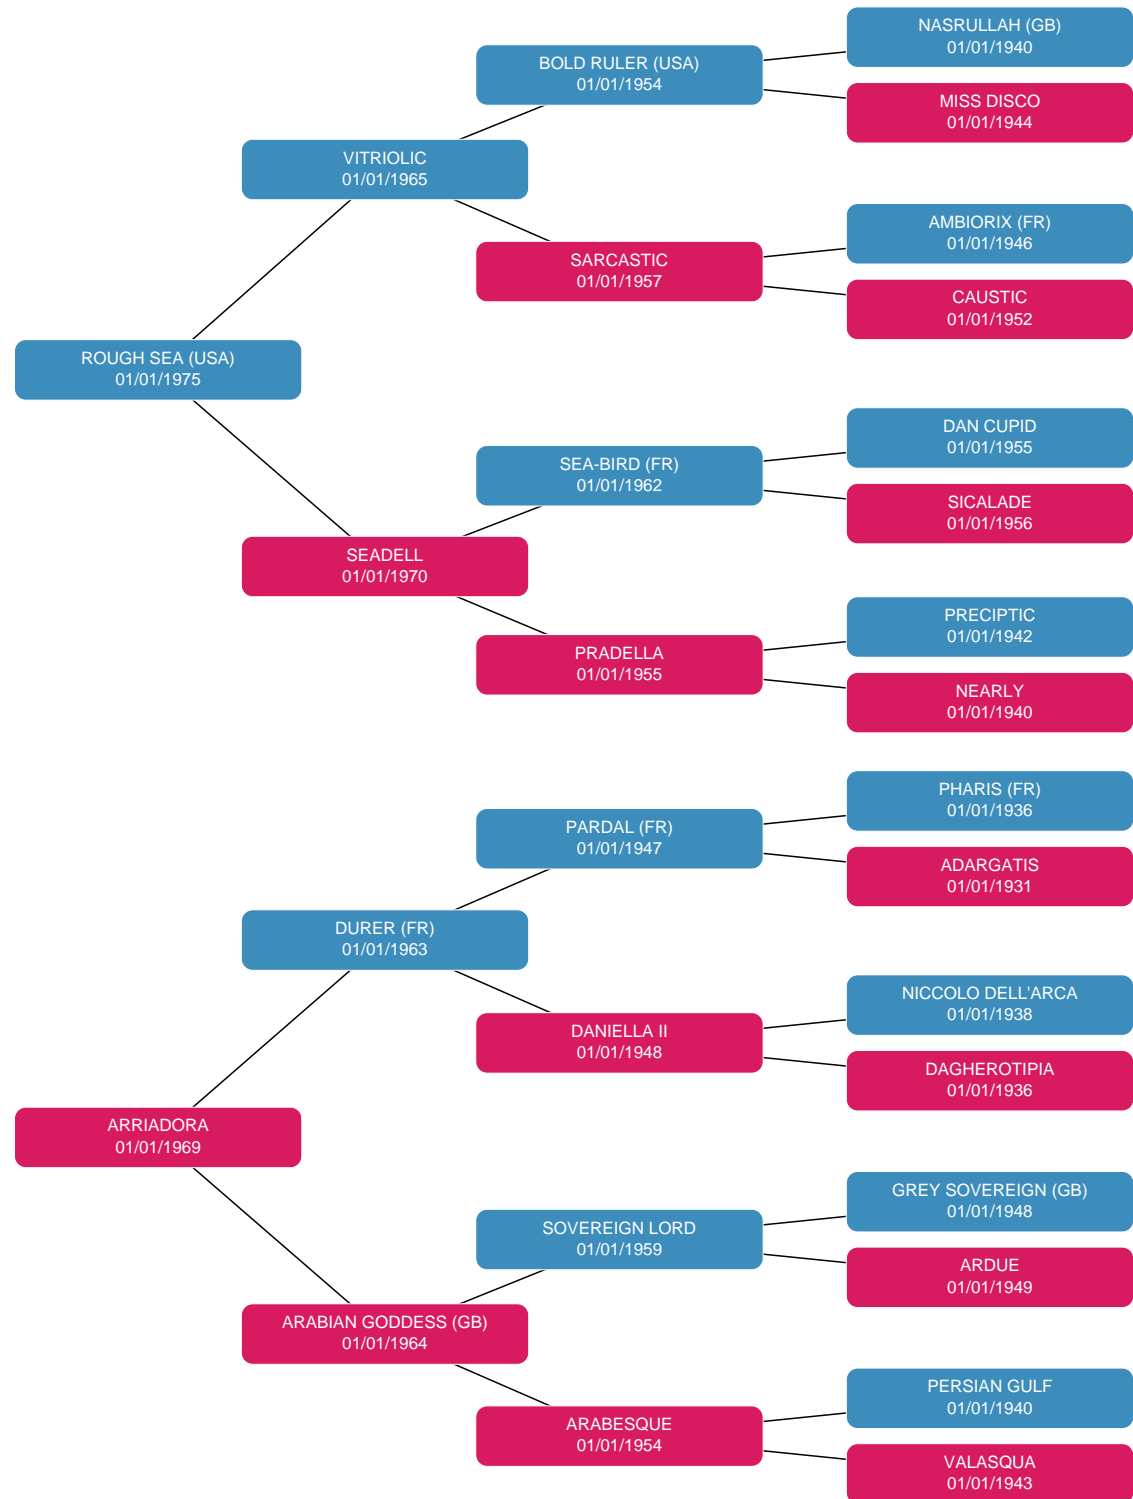 NASRULLAH (GB)
01/01/1940
BOLD RULER (USA)
01/01/1954
MISS DISCO
01/01/1944
VITRIOLIC
01/01/1965
AMBIORIX (FR)
01/01/1946
SARCASTIC
01/01/1957
CAUSTIC
01/01/1952
ROUGH SEA (USA)
01/01/1975
DAN CUPID
01/01/1955
SEA-BIRD (FR)
01/01/1962
SICALADE
01/01/1956
SEADELL
01/01/1970
PRECIPTIC
01/01/1942
PRADELLA
01/01/1955
NEARLY
01/01/1940
PHARIS (FR)
01/01/1936
PARDAL (FR)
01/01/1947
ADARGATIS
01/01/1931
DURER (FR)
01/01/1963
NICCOLO DELL'ARCA
01/01/1938
DANIELLA II
01/01/1948
DAGHEROTIPIA
01/01/1936
ARRIADORA
01/01/1969
GREY SOVEREIGN (GB)
01/01/1948
SOVEREIGN LORD
01/01/1959
ARDUE
01/01/1949
ARABIAN GODDESS (GB)
01/01/1964
PERSIAN GULF
01/01/1940
ARABESQUE
01/01/1954
VALASQUA
01/01/1943